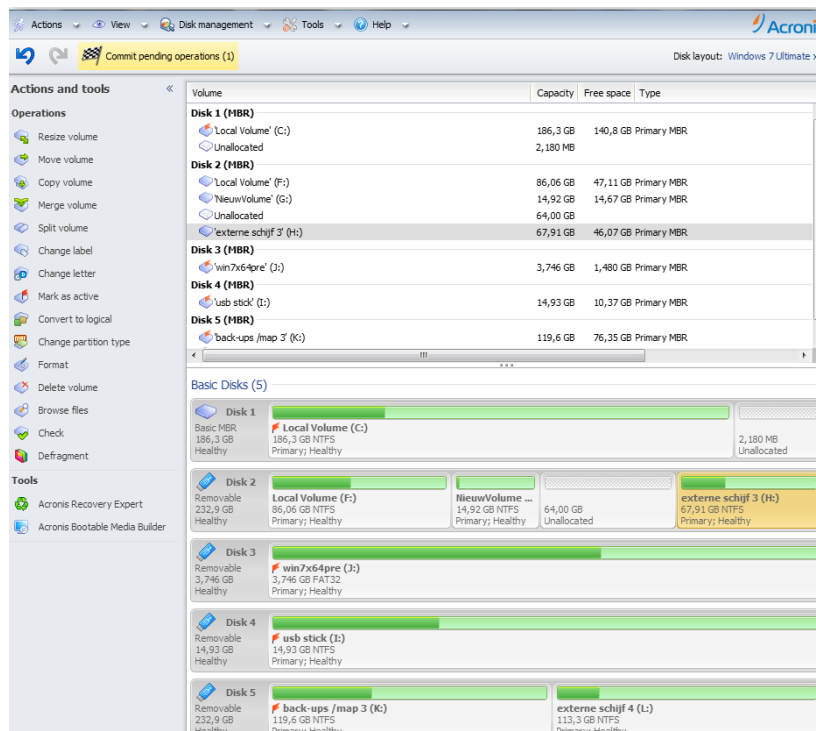 Actions View Disk management Tools Help Acroni
Commit pending operations (1) Disk layout: Windows 7 Ultimate x
Actions and tools «
Operations
Resize volume
Move volume
Copy volume
Merge volume
Split volume
Change label
Change letter
Mark as active
Convert to logical
Change partition type
Format
Delete volume
Browse files
Check
Defragment
Tools
Acronis Recovery Expert
Acronis Bootable Media Builder
Volume Capacity Free space Type
Disk 1 (MBR)
'Local Volume' (C:) 186,3 GB 140,8 GB Primary MBR
Unallocated 2,180 MB
Disk 2 (MBR)
'Local Volume' (F:) 86,06 GB 47,11 GB Primary MBR
'NieuwVolume' (G:) 14,92 GB 14,67 GB Primary MBR
Unallocated 64,00 GB
'externe schijf 3' (H:) 67,91 GB 46,07 GB Primary MBR
Disk 3 (MBR)
'win7x64pre' (J:) 3,746 GB 1,480 GB Primary MBR
Disk 4 (MBR)
'usb stick' (I:) 14,93 GB 10,37 GB Primary MBR
Disk 5 (MBR)
'back-ups /map 3' (K:) 119,6 GB 76,35 GB Primary MBR
Basic Disks (5)
Disk 1
Basic MBR
186,3 GB
Healthy
Local Volume (C:)
186,3 GB NTFS
Primary; Healthy
2,180 MB
Unallocated
Disk 2
Removable
232,9 GB
Healthy
Local Volume (F:)
86,06 GB NTFS
Primary; Healthy
NieuwVolume ...
14,92 GB NTFS
Primary; Healthy
64,00 GB
Unallocated
externe schijf 3 (H:)
67,91 GB NTFS
Primary; Healthy
Disk 3
Removable
3,746 GB
Healthy
win7x64pre (J:)
3,746 GB FAT32
Primary; Healthy
Disk 4
Removable
14,93 GB
Healthy
usb stick (I:)
14,93 GB NTFS
Primary; Healthy
Disk 5
Removable
232,9 GB
Healthy
back-ups /map 3 (K:)
119,6 GB NTFS
Primary; Healthy
externe schijf 4 (L:)
113,3 GB NTFS
Primary; Healthy